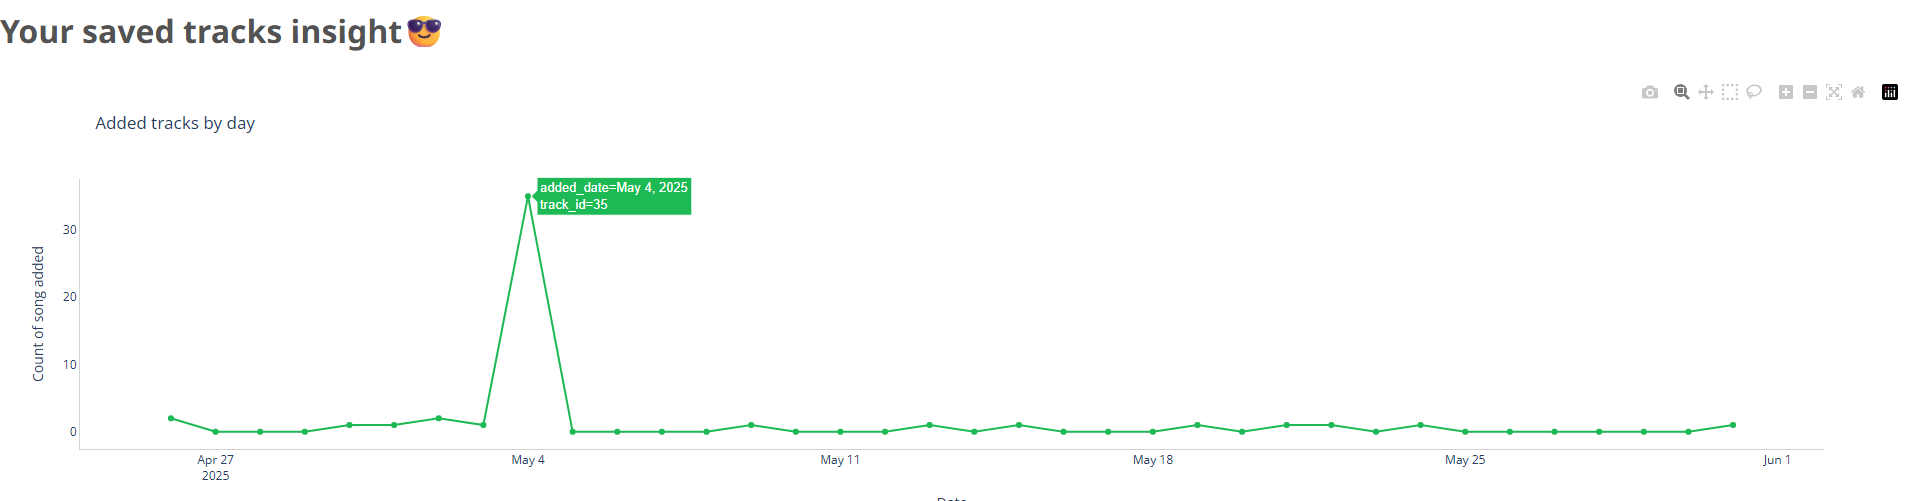 Your saved tracks insight😎
Added tracks by day
added_date=May 4, 2025
track_id=35
Count of song added
30
20
10
0
Apr 27
2025
May 4
May 11
May 18
May 25
Jun 1